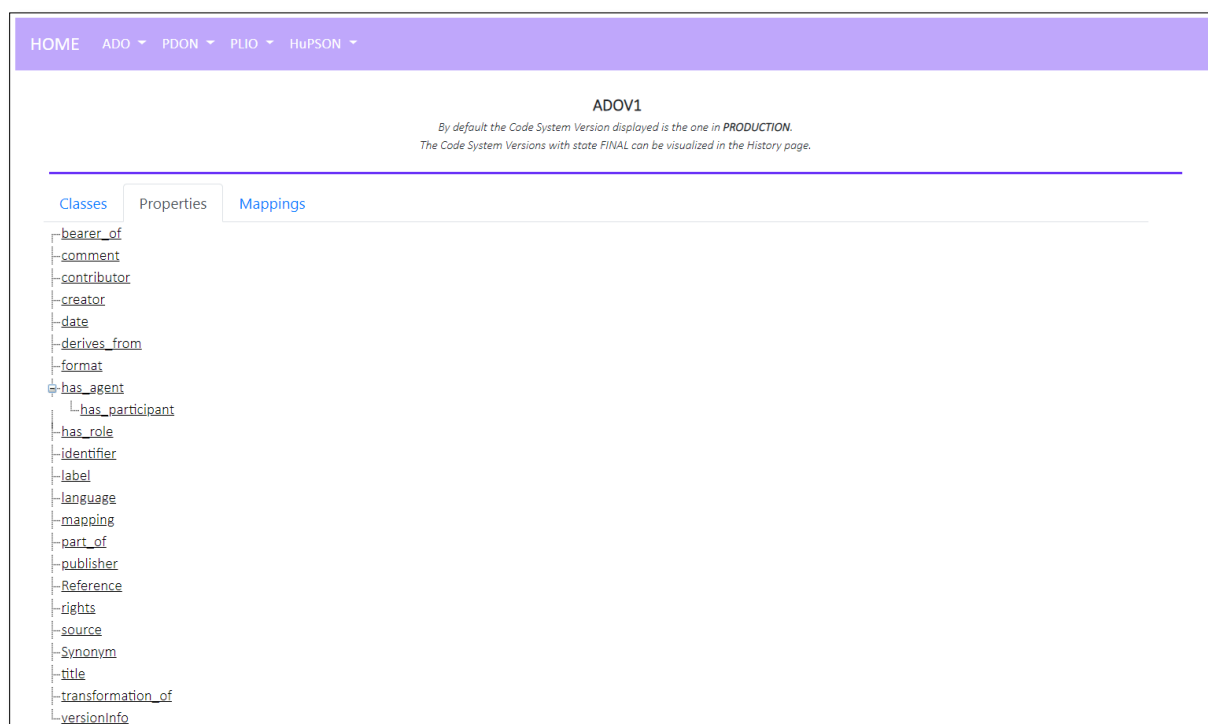 HOME ADO PDON PLIO HuPSON
ADOV1
By default the Code System Version displayed is the one in PRODUCTION.
The Code System Versions with state FINAL can be visualized in the History page.
Classes Properties Mappings
bearer_of
comment
contributor
creator
date
derives_from
format
has_agent
has_participant
has_role
identifier
label
language
mapping
part_of
publisher
Reference
rights
source
Synonym
title
transformation_of
versionInfo